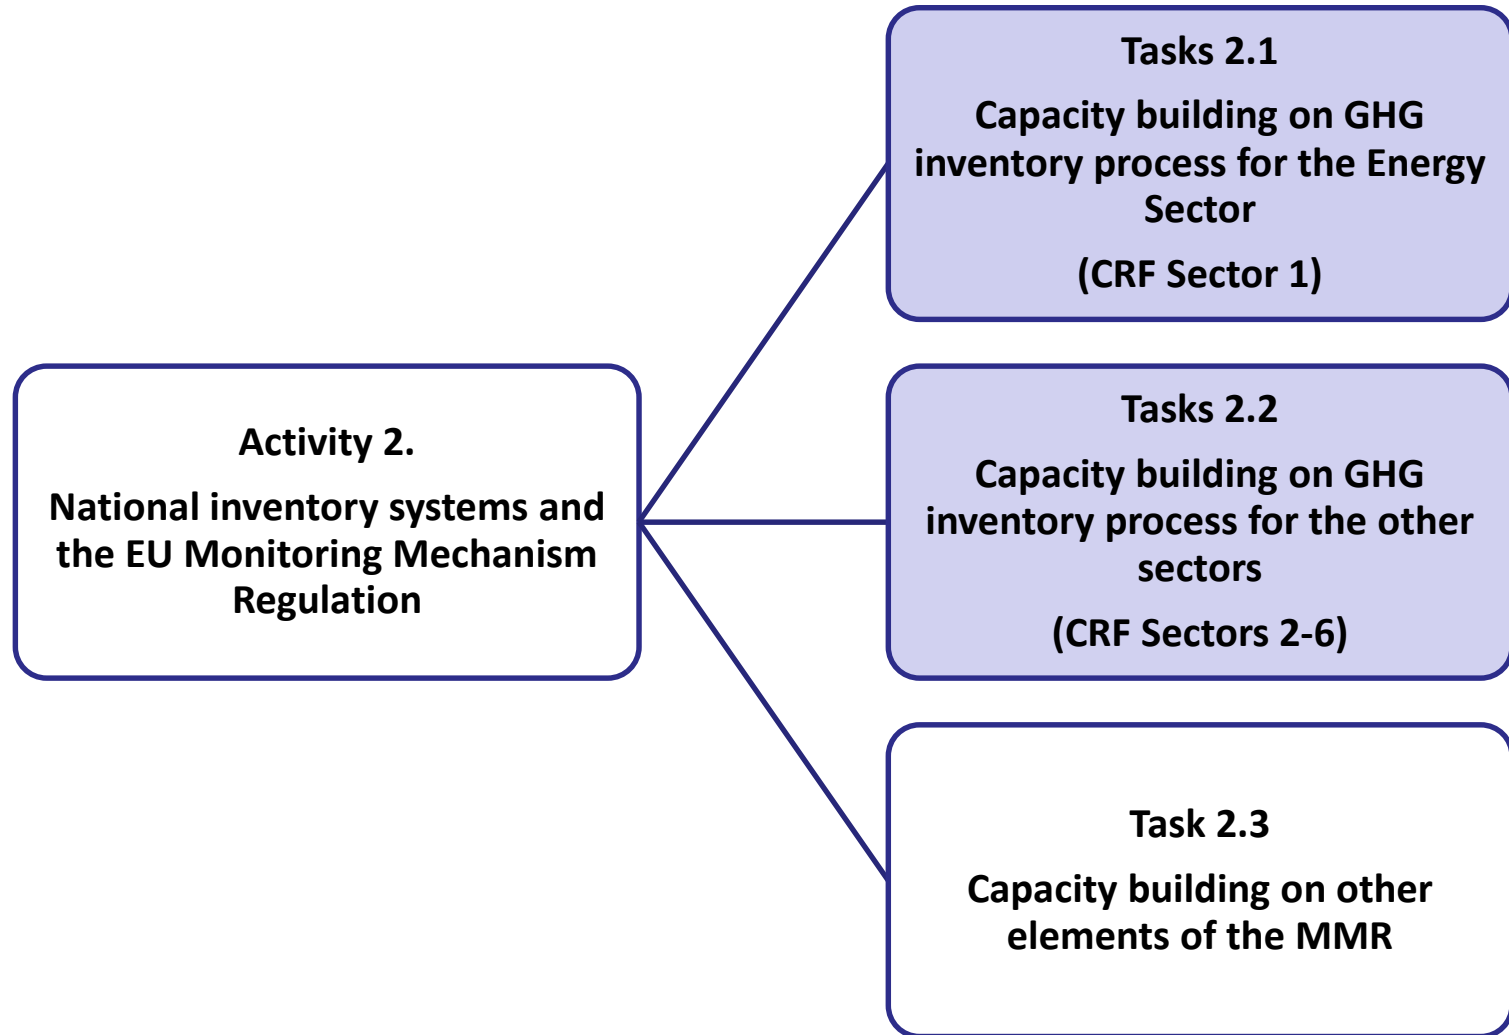 Tasks 2.1
Capacity building on GHG
inventory process for the Energy
Sector
(CRF Sector 1)
Activity 2.
National inventory systems and
the EU Monitoring Mechanism
Regulation
Tasks 2.2
Capacity building on GHG
inventory process for the other
sectors
(CRF Sectors 2-6)
Task 2.3
Capacity building on other
elements of the MMR